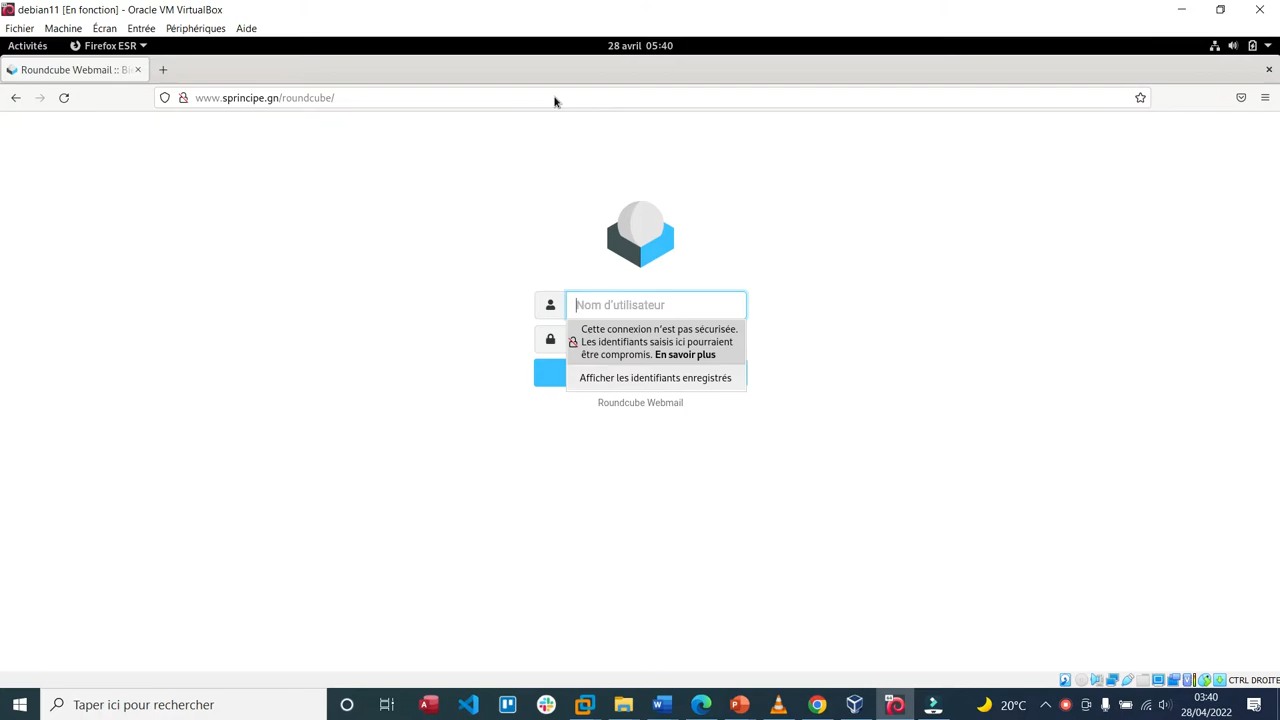 debian11 [En fonction] - Oracle VM VirtualBox
Fichier Machine Écran Entrée Périphériques Aide
Activités Firefox ESR 28 avril 05:40
Roundcube Webmail :: Bi
www.sprincipe.gn/roundcube/
Nom d'utilisateur
Cette connexion n'est pas sécurisée.
Les identifiants saisis ici pourraient
être compromis. En savoir plus
Afficher les identifiants enregistrés
Roundcube Webmail
CTRL DROITE
Taper ici pour rechercher
20°C
03:40
28/04/2022